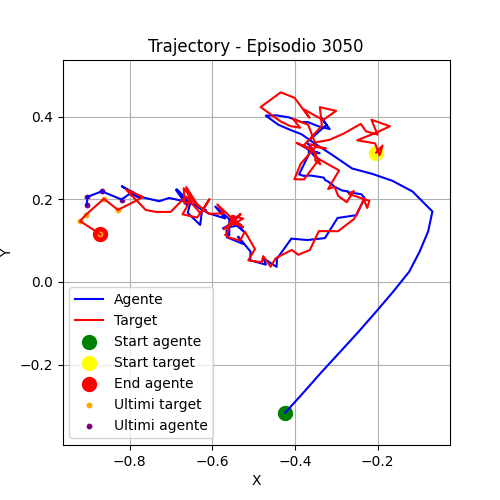 Trajectory - Episodio 3050
0.4
0.2
0.0
−0.2
Y
Agente
Target
Start agente
Start target
End agente
Ultimi target
Ultimi agente
−0.8 −0.6 −0.4 −0.2
X